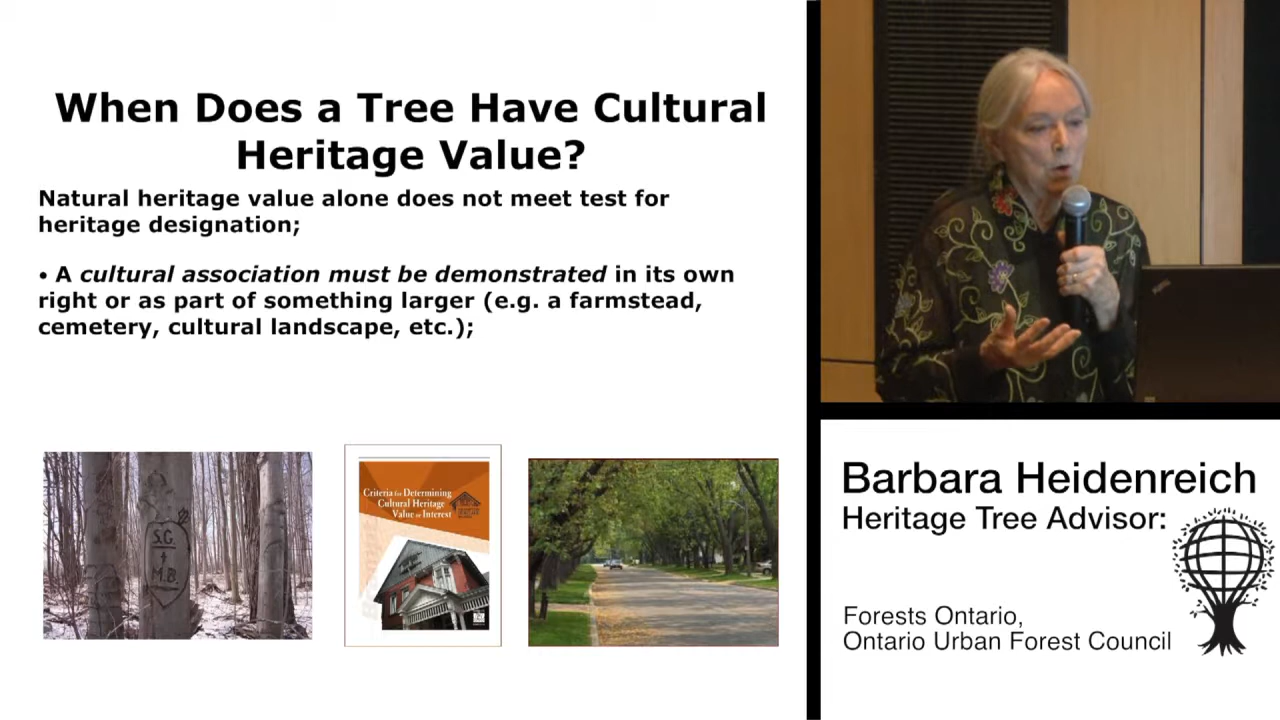 When Does a Tree Have Cultural
Heritage Value?
Natural heritage value alone does not meet test for
heritage designation;
• A cultural association must be demonstrated in its own
right or as part of something larger (e.g. a farmstead,
cemetery, cultural landscape, etc.);
S.G.
M.B.
Criteria for Determining
Cultural Heritage
Value or Interest
Barbara Heidenreich
Heritage Tree Advisor:
Forests Ontario,
Ontario Urban Forest Council